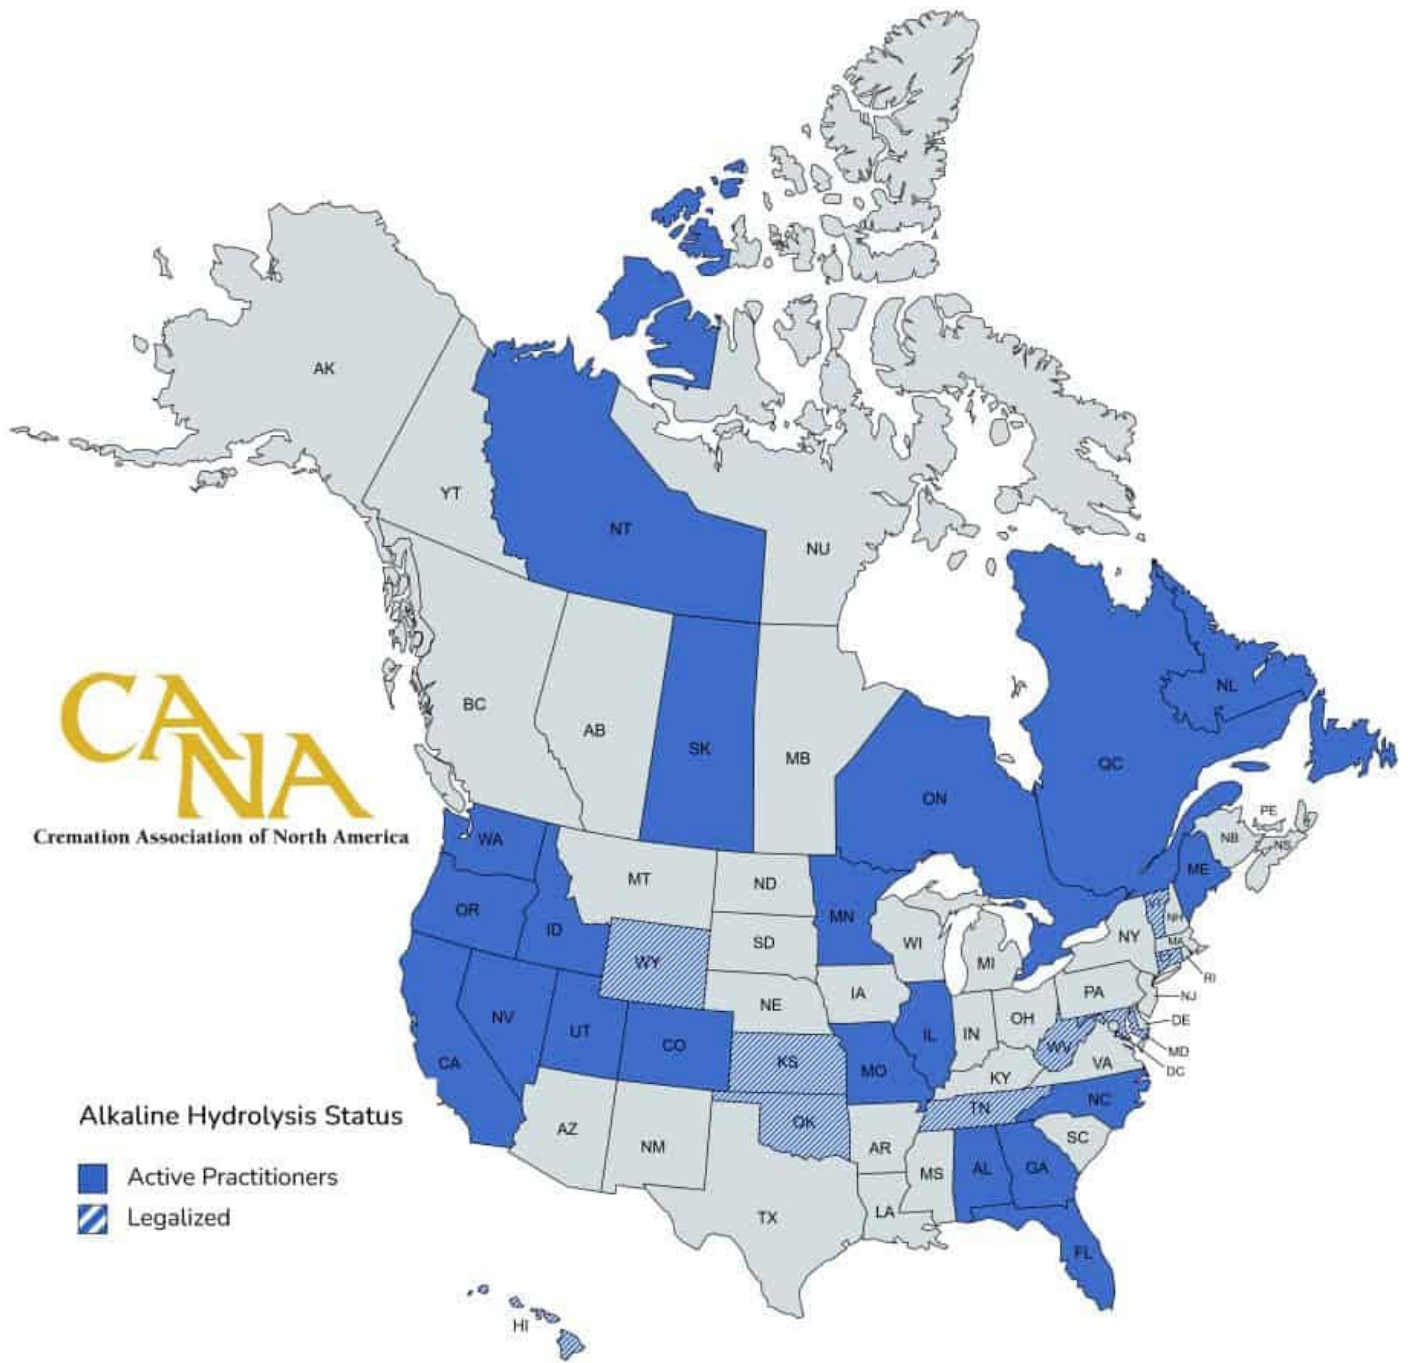 AK
YT
NT
NU
BC
AB
SK
MB
ON
QC
NL
PE
NB
NS
CANA
Cremation Association of North America
WA
MT
ND
MN
OR
ID
SD
WI
MI
NY
VT
NH
ME
MA
RI
WY
NE
IA
PA
NJ
NV
UT
CO
IL
IN
OH
DE
CA
KS
MO
WV
VA
MD
DC
KY
Alkaline Hydrolysis Status
AZ
NM
OK
AR
TN
NC
SC
Active Practitioners
MS
AL
GA
Legalized
TX
LA
FL
HI